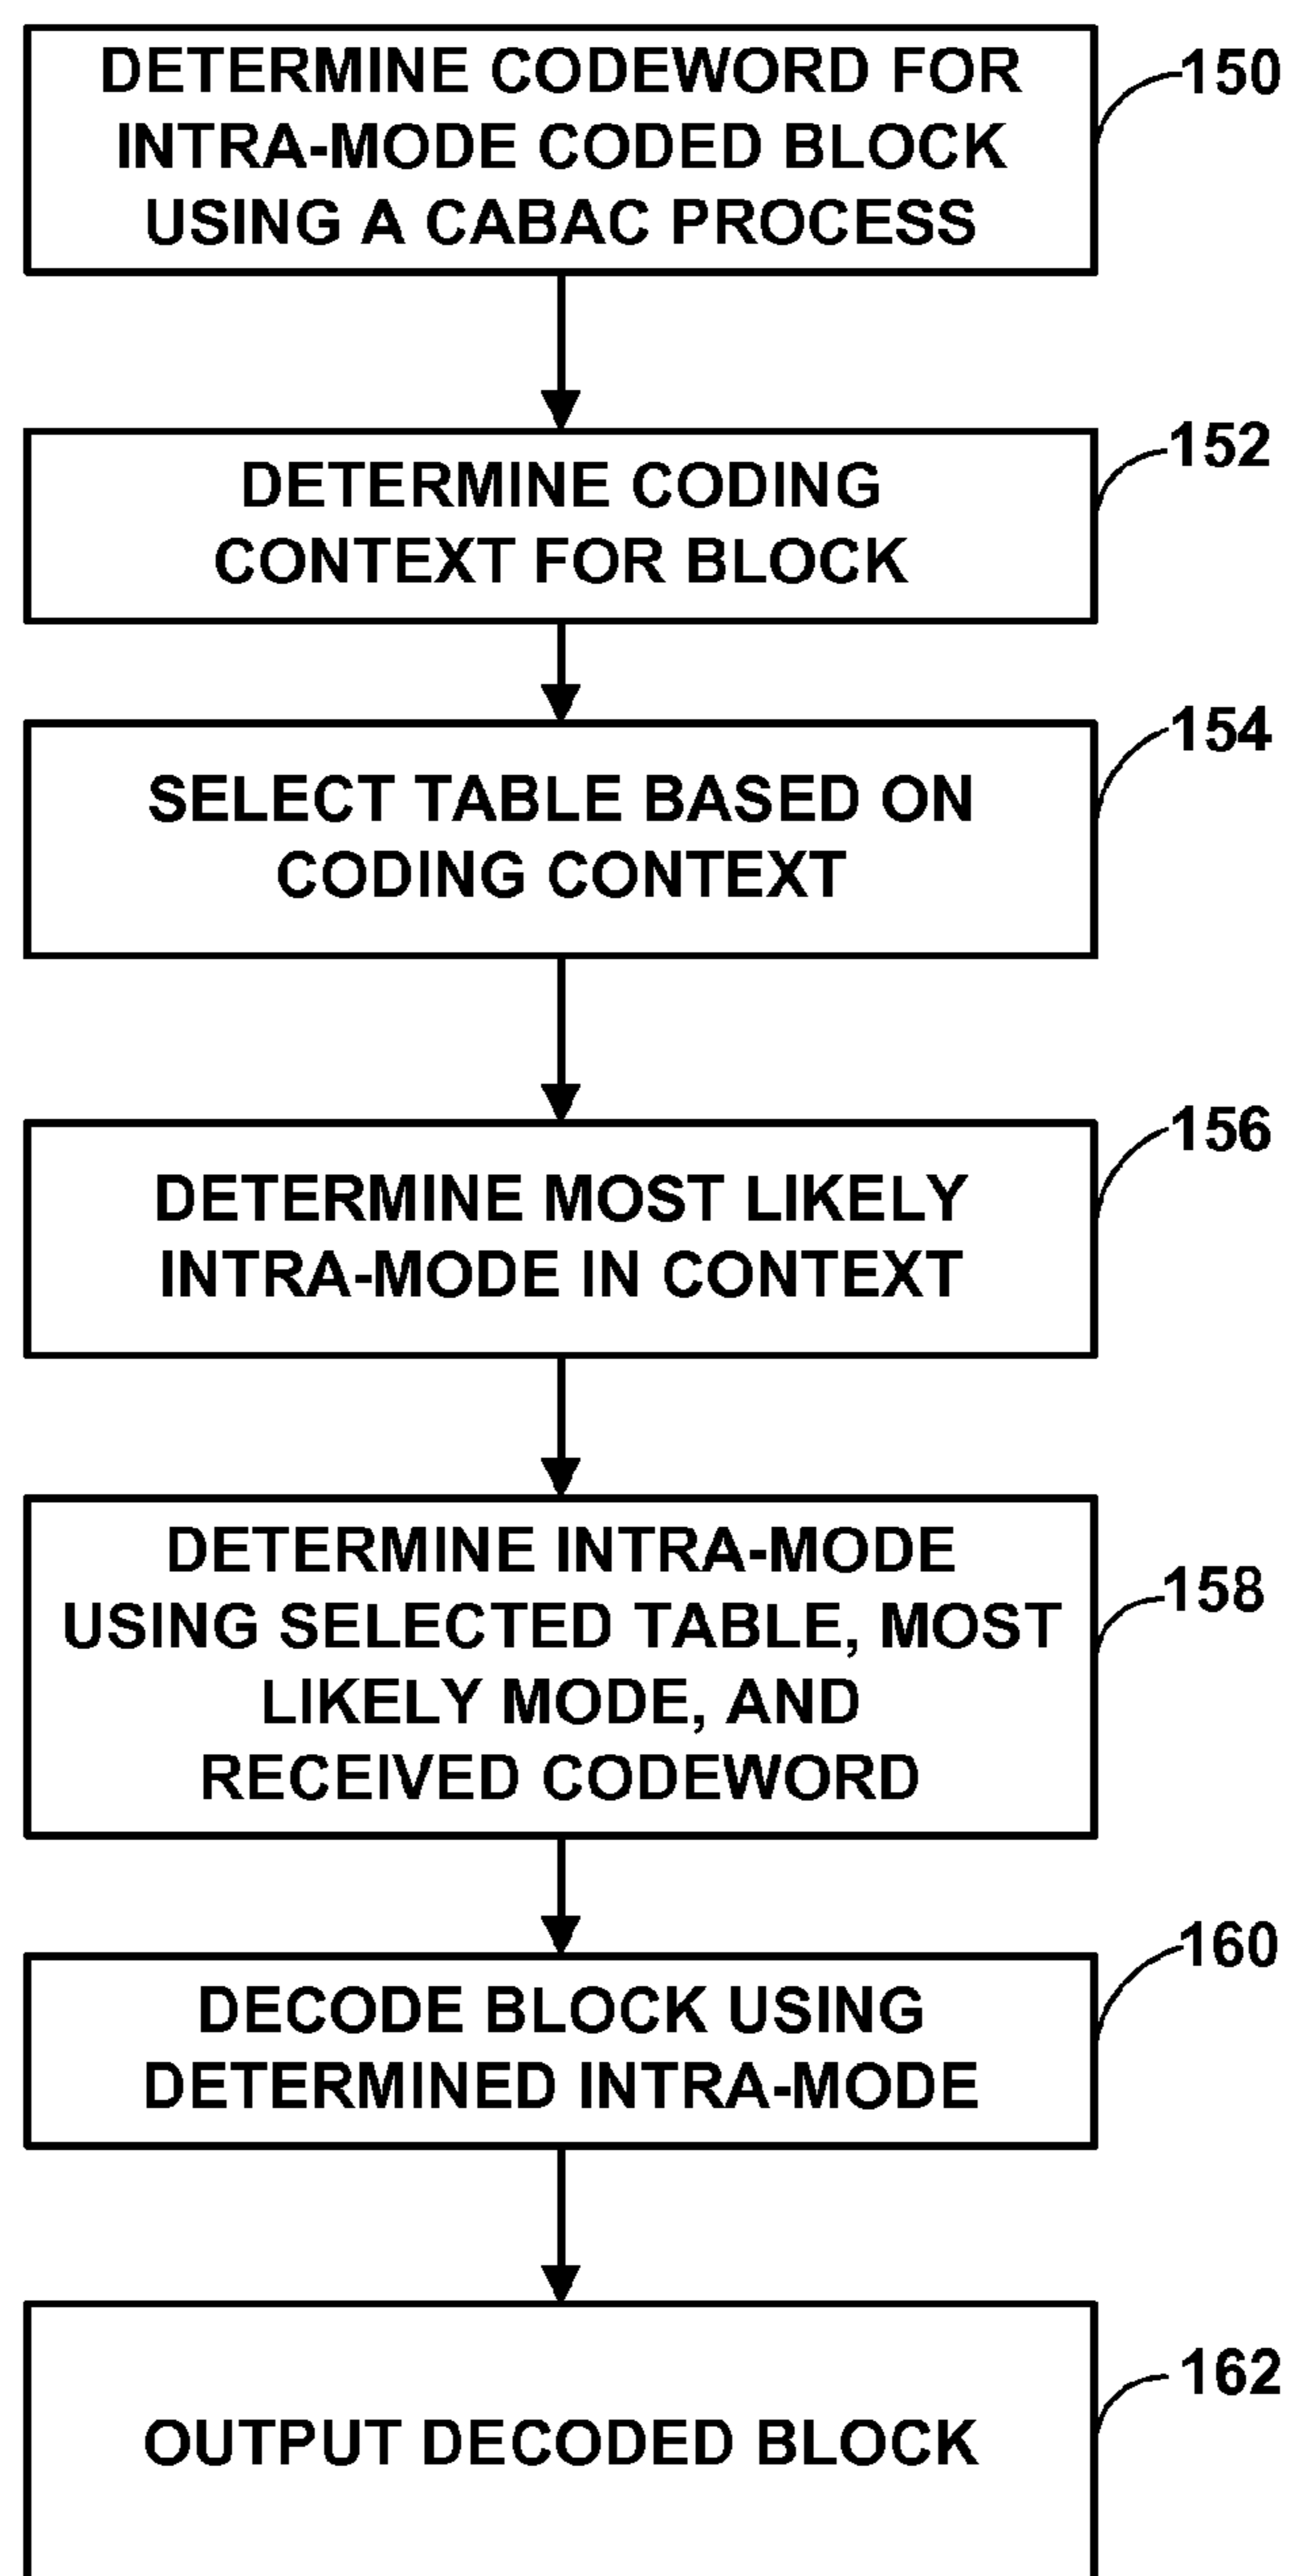 DETERMINE CODEWORD FOR
INTRA-MODE CODED BLOCK
USING A CABAC PROCESS
150
DETERMINE CODING
CONTEXT FOR BLOCK
152
SELECT TABLE BASED ON
CODING CONTEXT
154
DETERMINE MOST LIKELY
INTRA-MODE IN CONTEXT
156
DETERMINE INTRA-MODE
USING SELECTED TABLE, MOST
LIKELY MODE, AND
RECEIVED CODEWORD
158
DECODE BLOCK USING
DETERMINED INTRA-MODE
160
OUTPUT DECODED BLOCK
162